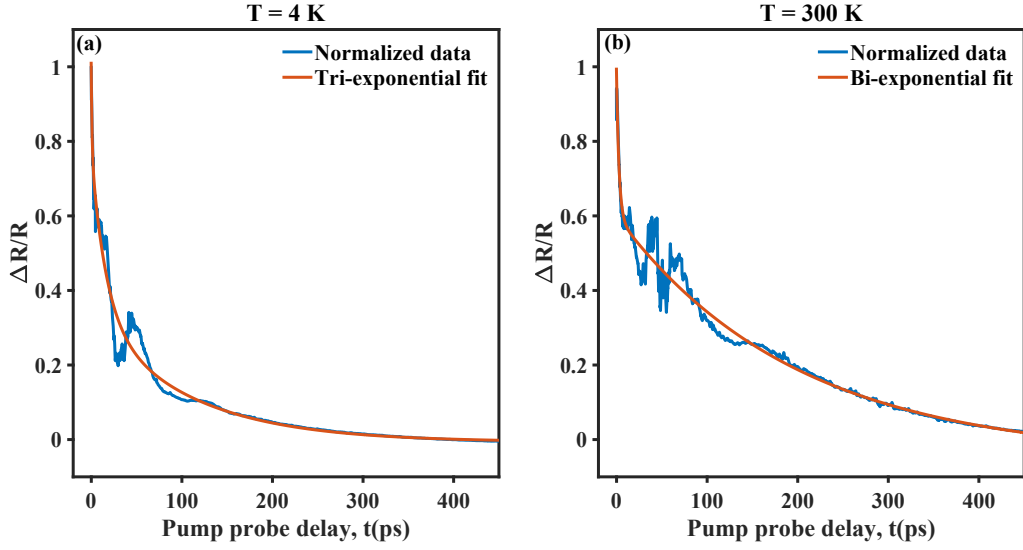 T = 4 K
(a)
Normalized data
Tri-exponential fit
1
0.8
0.6
0.4
0.2
0
ΔR/R
0 100 200 300 400
Pump probe delay, t(ps)
T = 300 K
(b)
Normalized data
Bi-exponential fit
1
0.8
0.6
0.4
0.2
0
ΔR/R
0 100 200 300 400
Pump probe delay, t(ps)